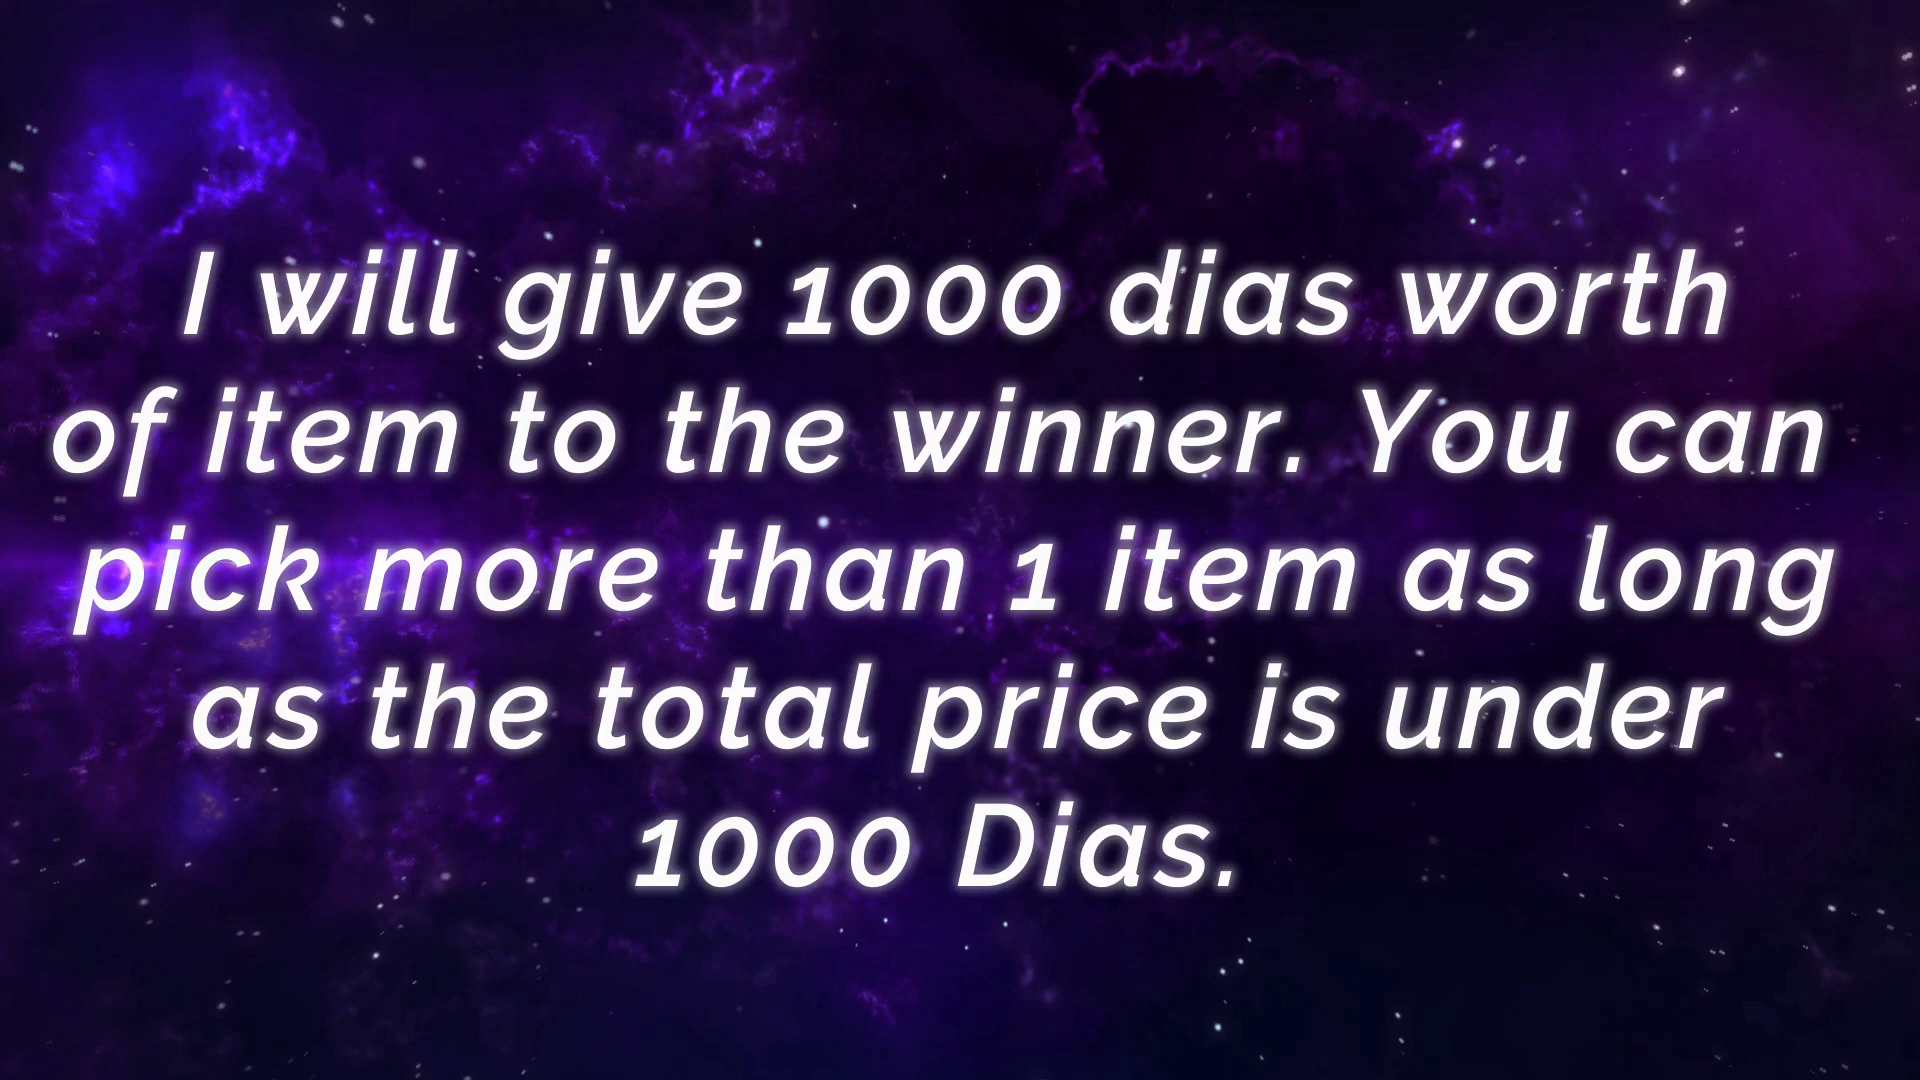 I will give 1000 dias worth
of item to the winner. You can
pick more than 1 item as long
as the total price is under
1000 Dias.